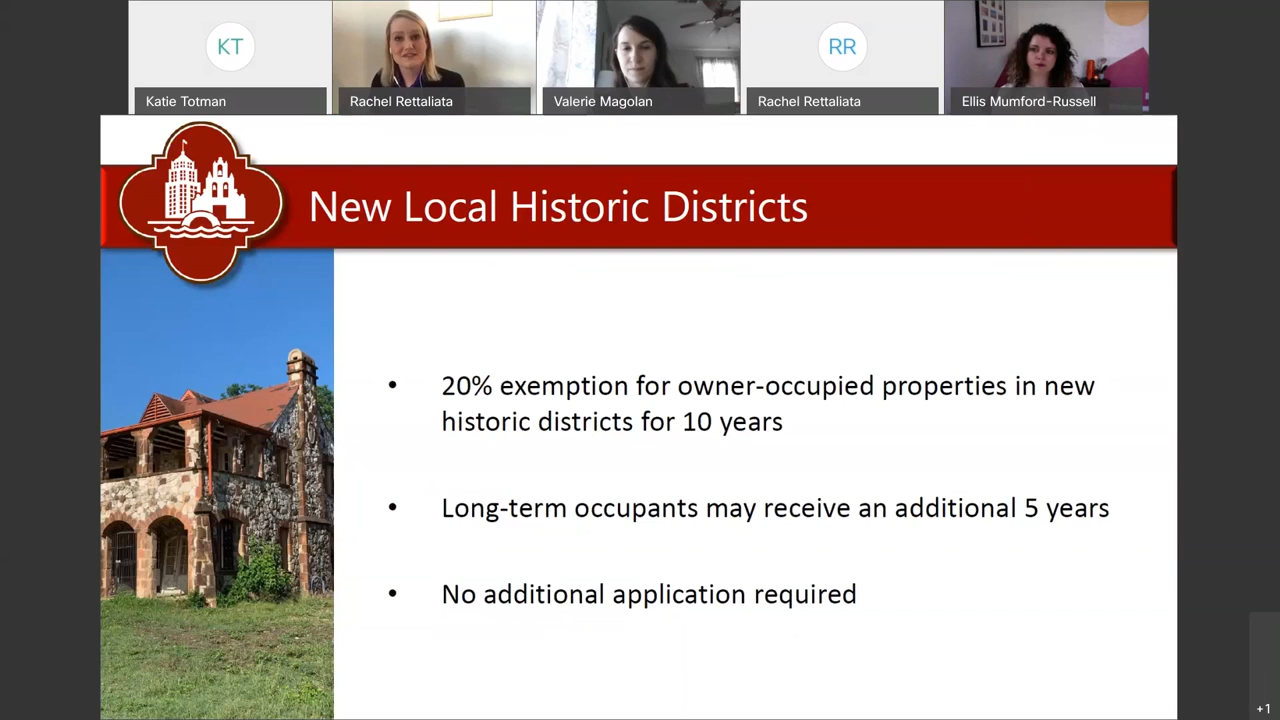 KT
RR
Katie Totman
Rachel Rettaliata
Valerie Magolan
Rachel Rettaliata
Ellis Mumford-Russell
New Local Historic Districts
• 20% exemption for owner-occupied properties in new
historic districts for 10 years
• Long-term occupants may receive an additional 5 years
• No additional application required
+1